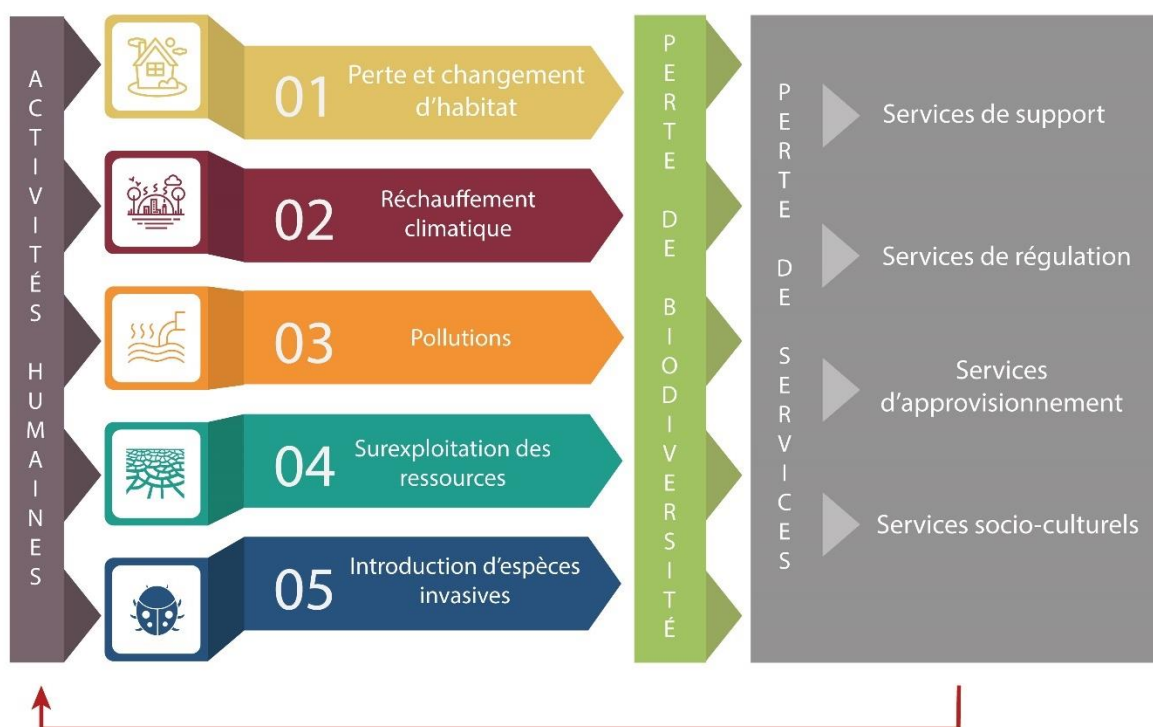 ACTIVITÉS HUMAINES
01
Perte et changement
d'habitat
02
Réchauffement
climatique
03
Pollutions
04
Surexploitation des
ressources
05
Introduction d'espèces
invasives
PERTE DE BIODIVERSITÉ
PERTE DE SERVICES
Services de support
Services de régulation
Services
d'approvisionnement
Services socio-culturels